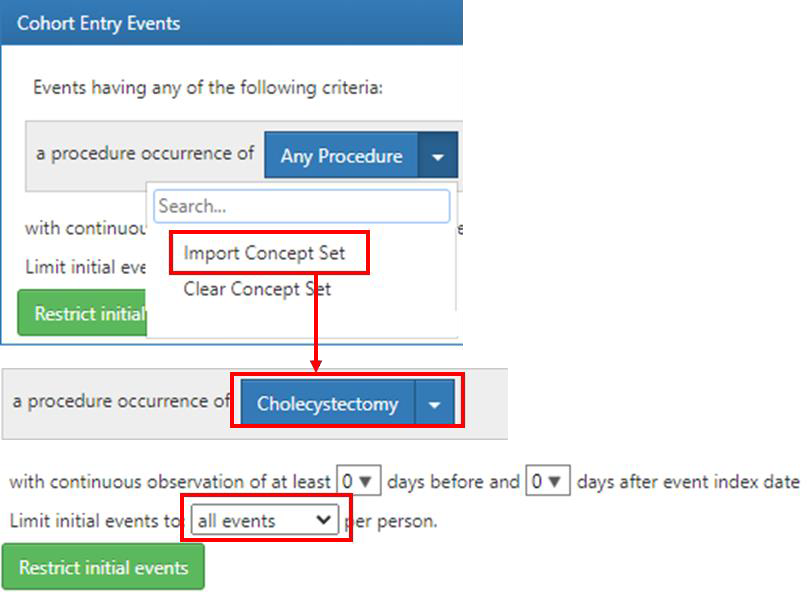 Cohort Entry Events
Events having any of the following criteria:
a procedure occurrence of Any Procedure
Search...
with continuou
Import Concept Set
Limit initial eve
Clear Concept Set
Restrict initial
a procedure occurrence of Cholecystectomy
with continuous observation of at least 0 days before and 0 days after event index date
Limit initial events to: all events per person.
Restrict initial events